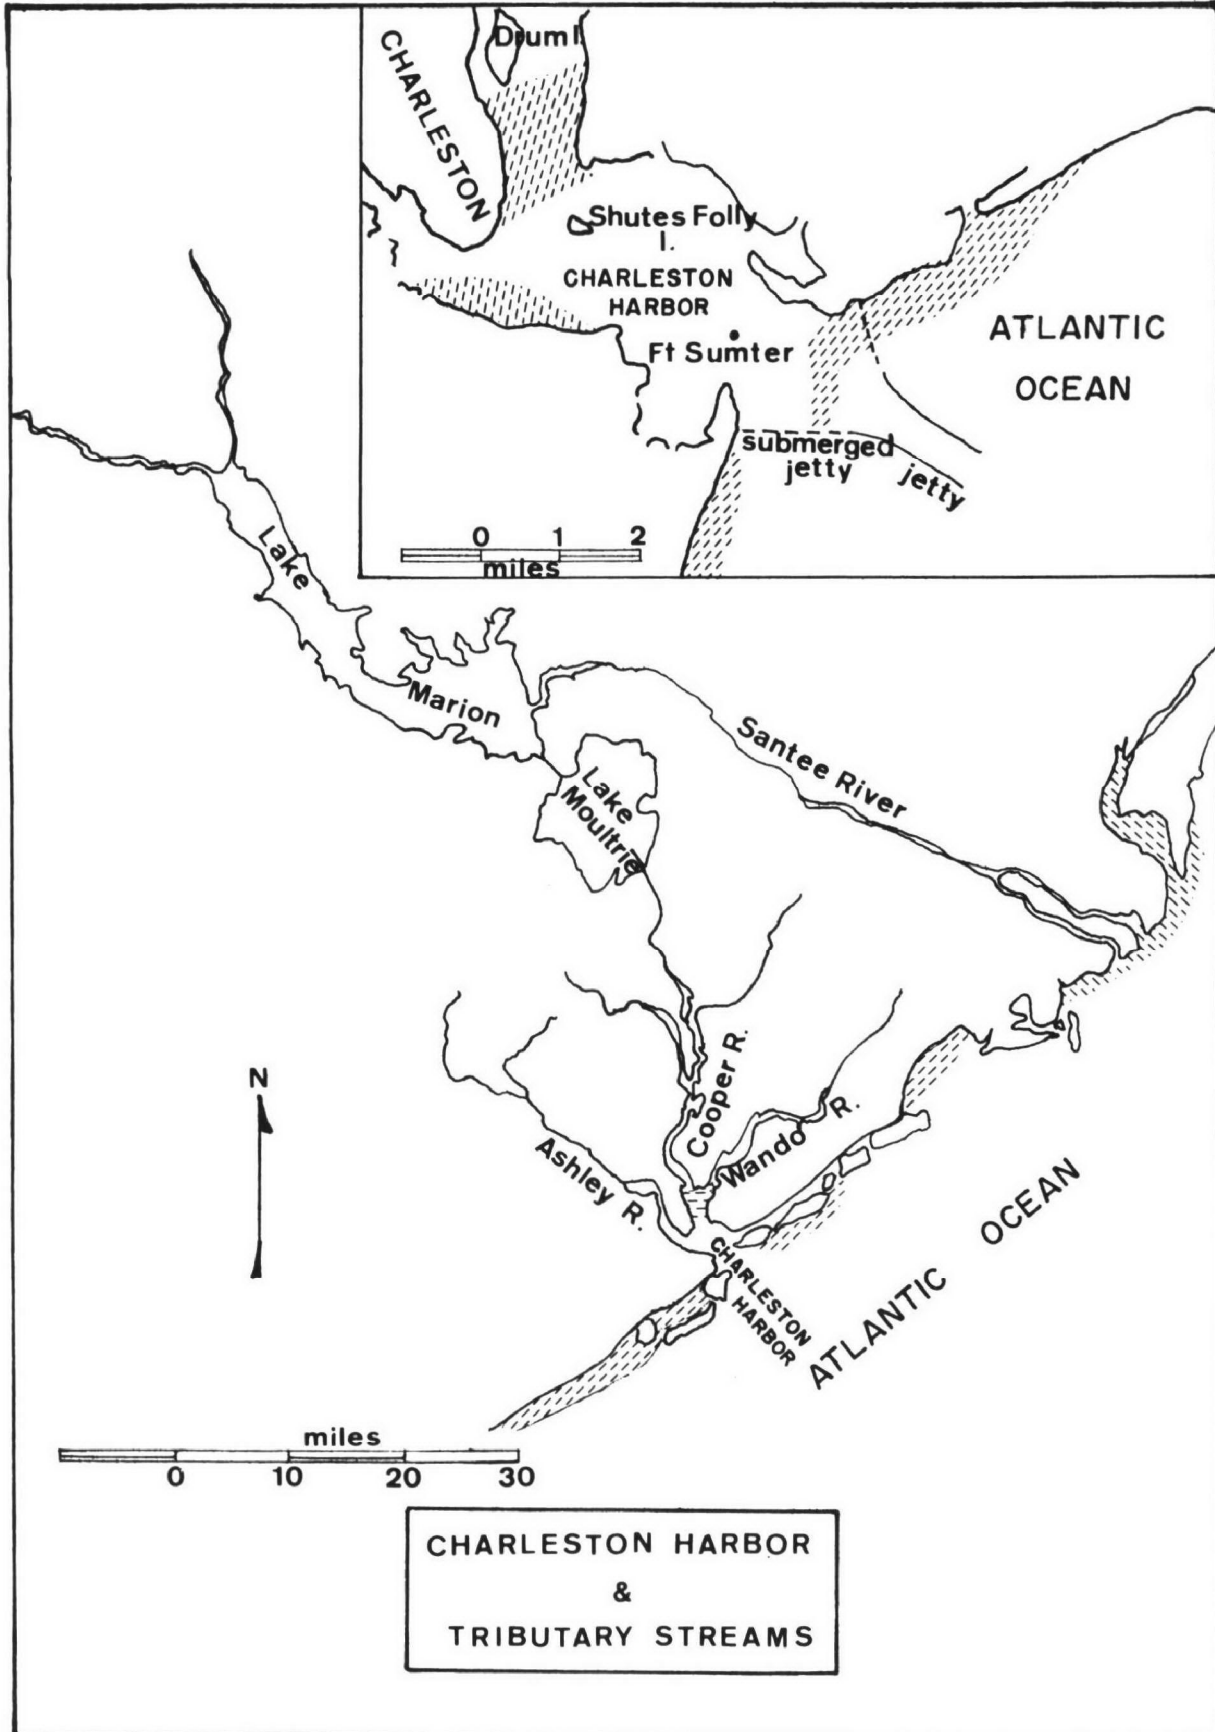 Drum I.
CHARLESTON
Shutes Folly
I.
CHARLESTON
HARBOR
Ft Sumter
ATLANTIC
OCEAN
submerged
jetty
jetty
0 1 2
miles
Lake
Marion
Lake
Moultrie
Santee River
N
Cooper R.
Wando R.
Ashley R.
CHARLESTON
HARBOR
ATLANTIC OCEAN
miles
0 10 20 30
CHARLESTON HARBOR
&
TRIBUTARY STREAMS